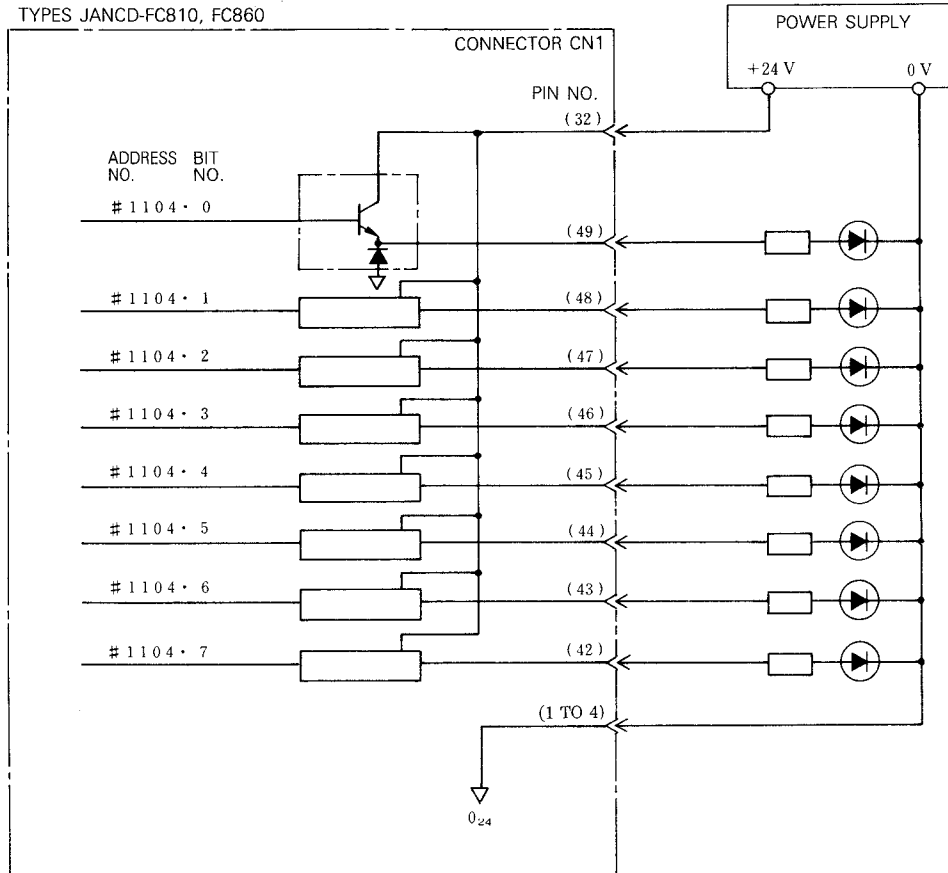 TYPES JANCD-FC810, FC860
CONNECTOR CN1
POWER SUPPLY
+24 V
0 V
PIN NO.
(32)
ADDRESS NO.
BIT NO.
#1104・0
(49)
#1104・1
(48)
#1104・2
(47)
#1104・3
(46)
#1104・4
(45)
#1104・5
(44)
#1104・6
(43)
#1104・7
(42)
(1 TO 4)
0₂₄